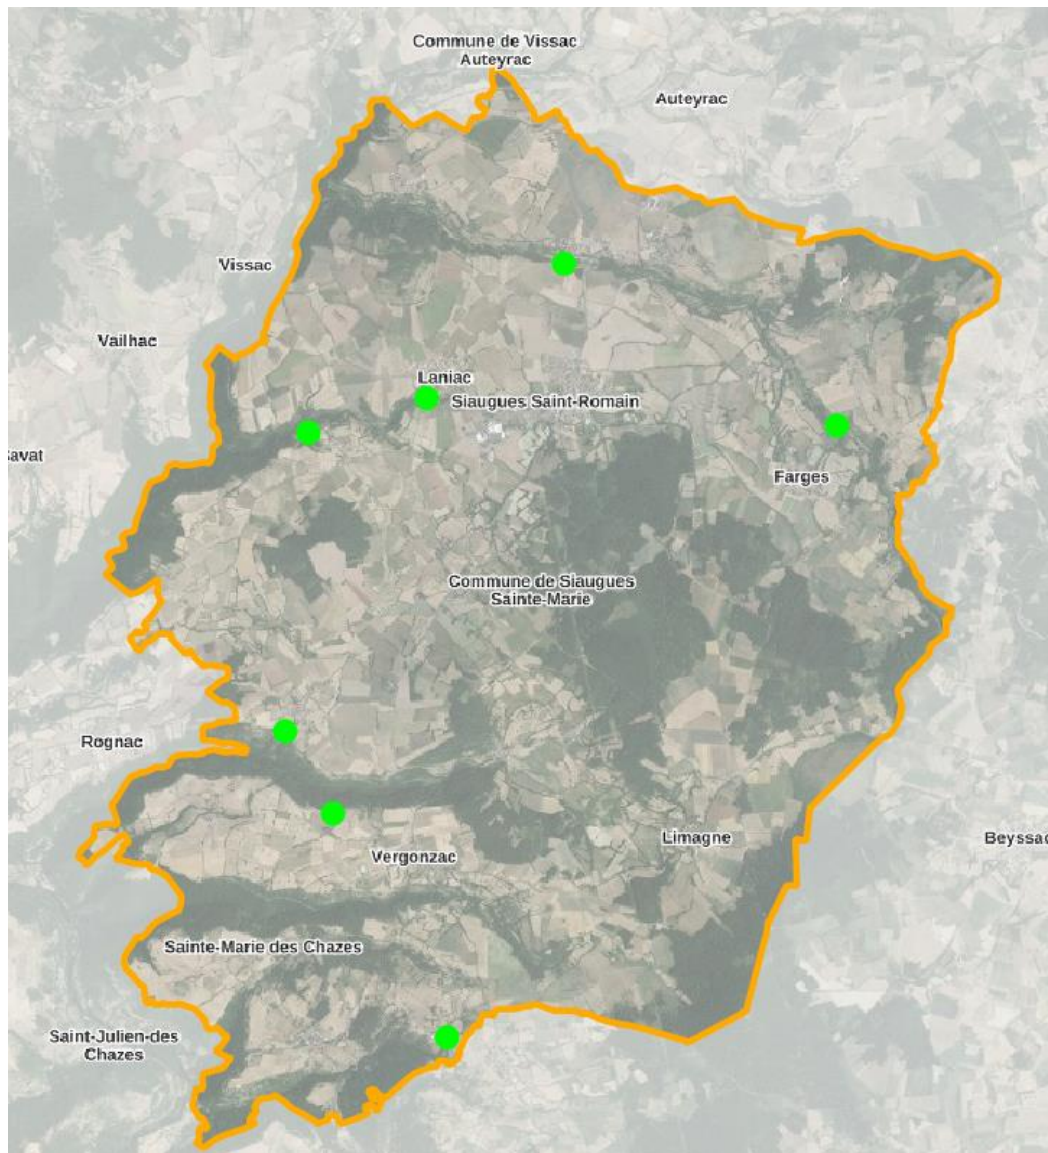 Commune de Vissac
Auteyrac
Auteyrac
Vissac
Vailhac
Laniac
Siaugues Saint-Romain
avat
Farges
Commune de Siaugues
Sainte-Marie
Rognac
Limagne
Beyssac
Vergonzac
Sainte-Marie des Chazes
Saint-Julien-des
Chazes